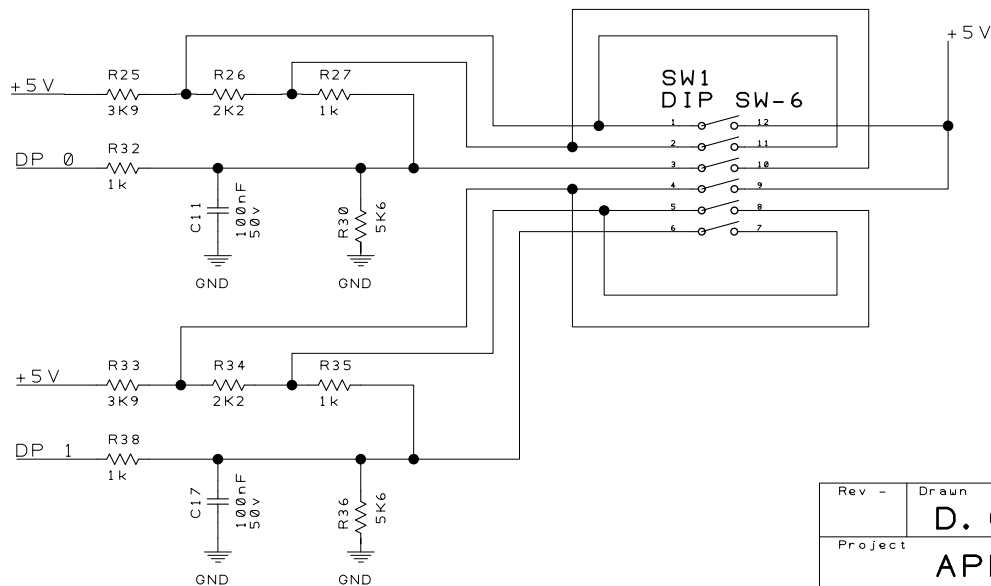 +5V
R25
3K9
R26
2K2
R27
1k
DP 0
R32
1k
C11
100nF
50v
R30
5K6
GND
GND
SW1
DIP SW-6
1
12
2
11
3
10
4
9
5
8
6
7
+5V
+5V
R33
3K9
R34
2K2
R35
1k
DP 1
R38
1k
C17
100nF
50v
R36
5K6
GND
GND
Rev -
Drawn
D.
Project